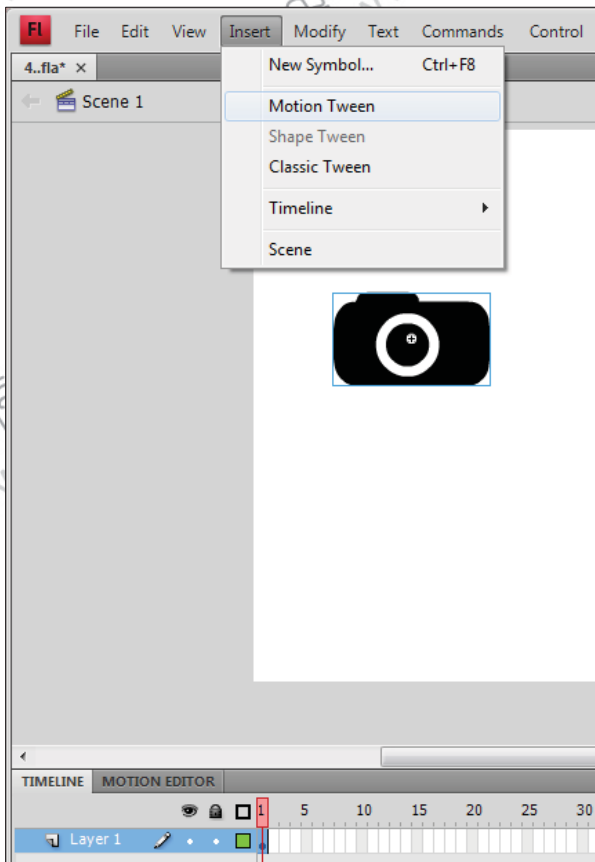 Fl File Edit View Insert Modify Text Commands Control
4..fla* ×
Scene 1
New Symbol... Ctrl+F8
Motion Tween
Shape Tween
Classic Tween
Timeline
Scene
TIMELINE MOTION EDITOR
1 5 10 15 20 25 30
Layer 1